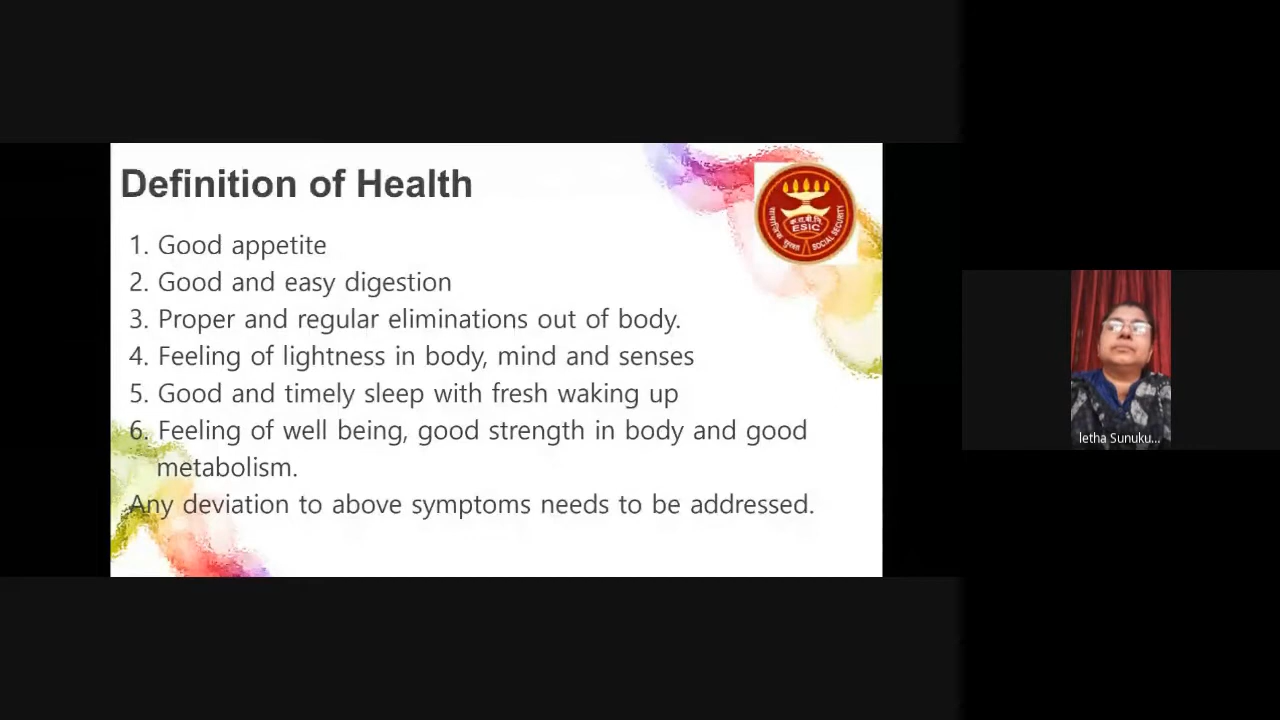 Definition of Health
1. Good appetite
2. Good and easy digestion
3. Proper and regular eliminations out of body.
4. Feeling of lightness in body, mind and senses
5. Good and timely sleep with fresh waking up
6. Feeling of well being, good strength in body and good
metabolism.
Any deviation to above symptoms needs to be addressed.
क.रा.बी.नि.
ESIC
सामाजिक सुरक्षा
SOCIAL SECURITY
letha Sunuku...